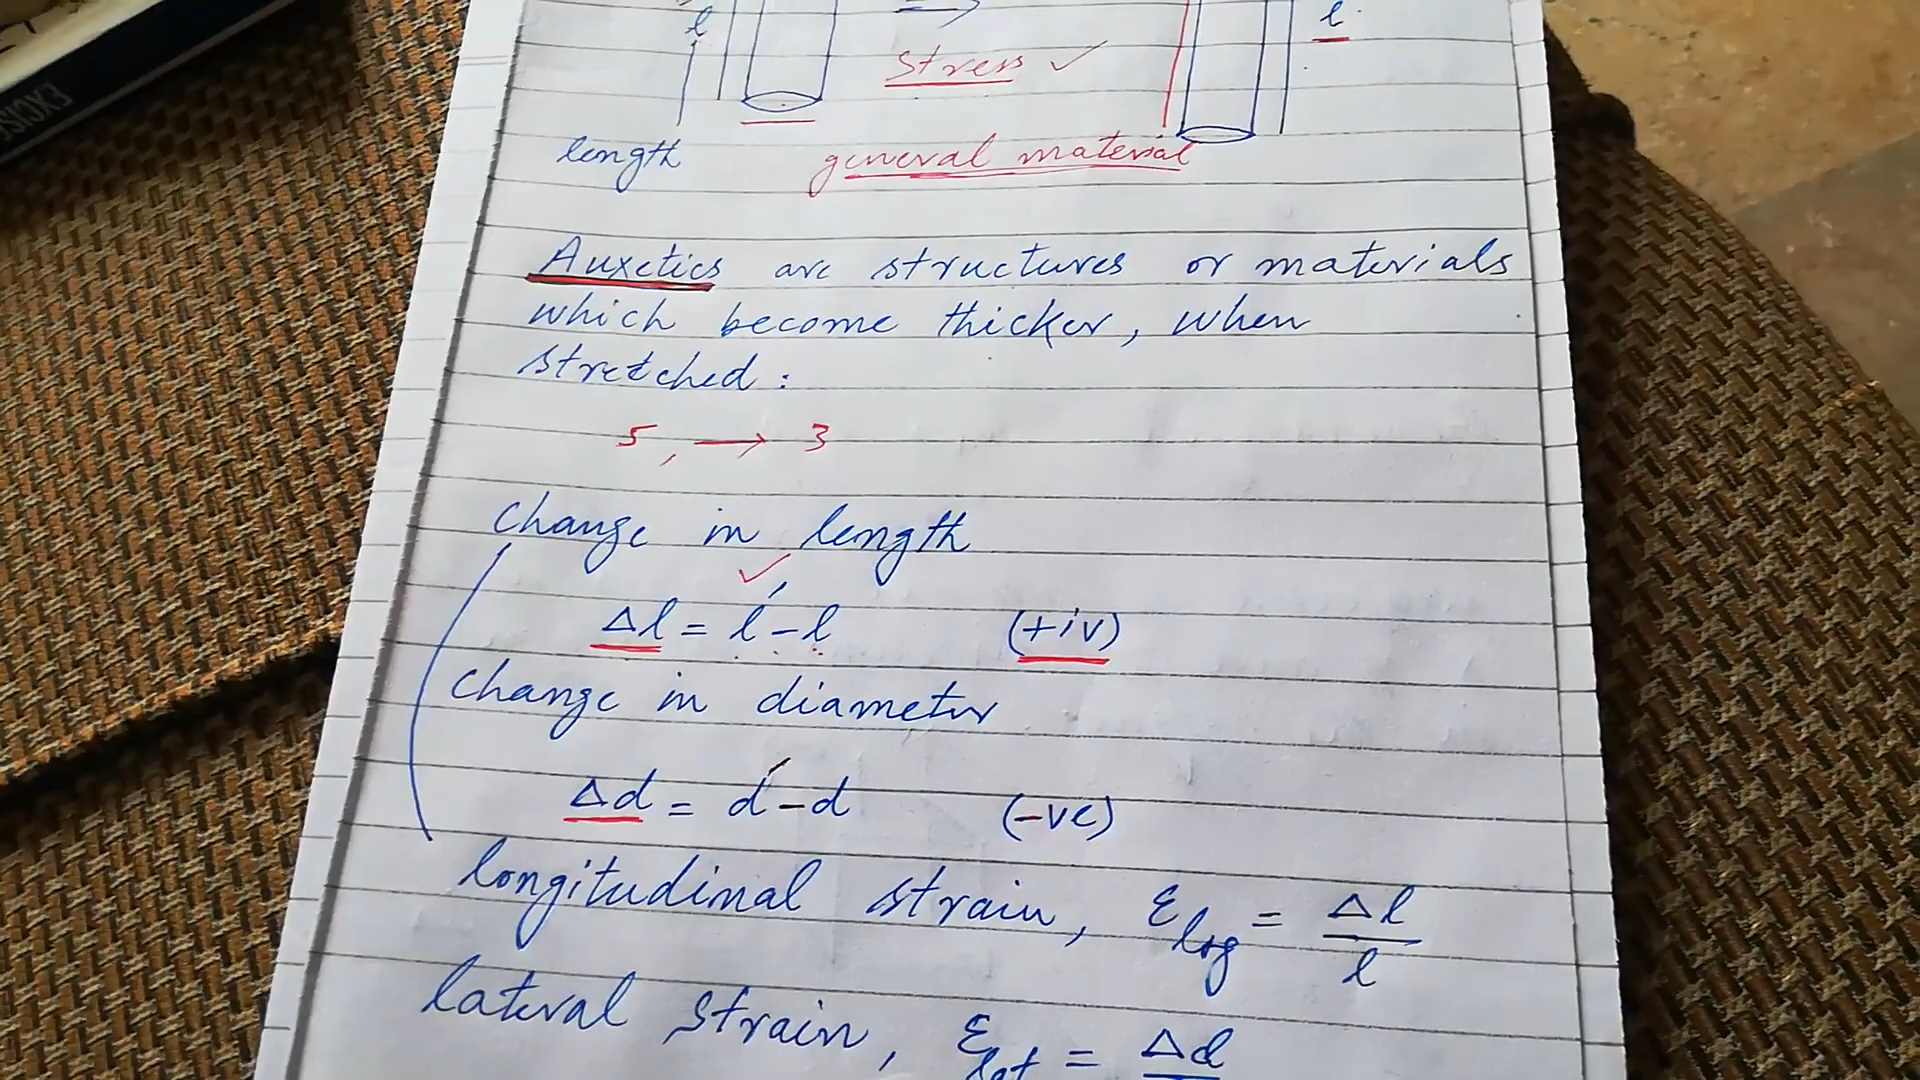 l
l
Stress ✓
length
general material
Auxetics are structures or materials
which become thicker, when
stretched:
5, → 3
change in length
✓
Δl = l′ - l (+iv)
change in diameter
Δd = d′ - d (-ve)
longitudinal strain, ε_log = Δl / l
lateral strain, ε_lat = Δd